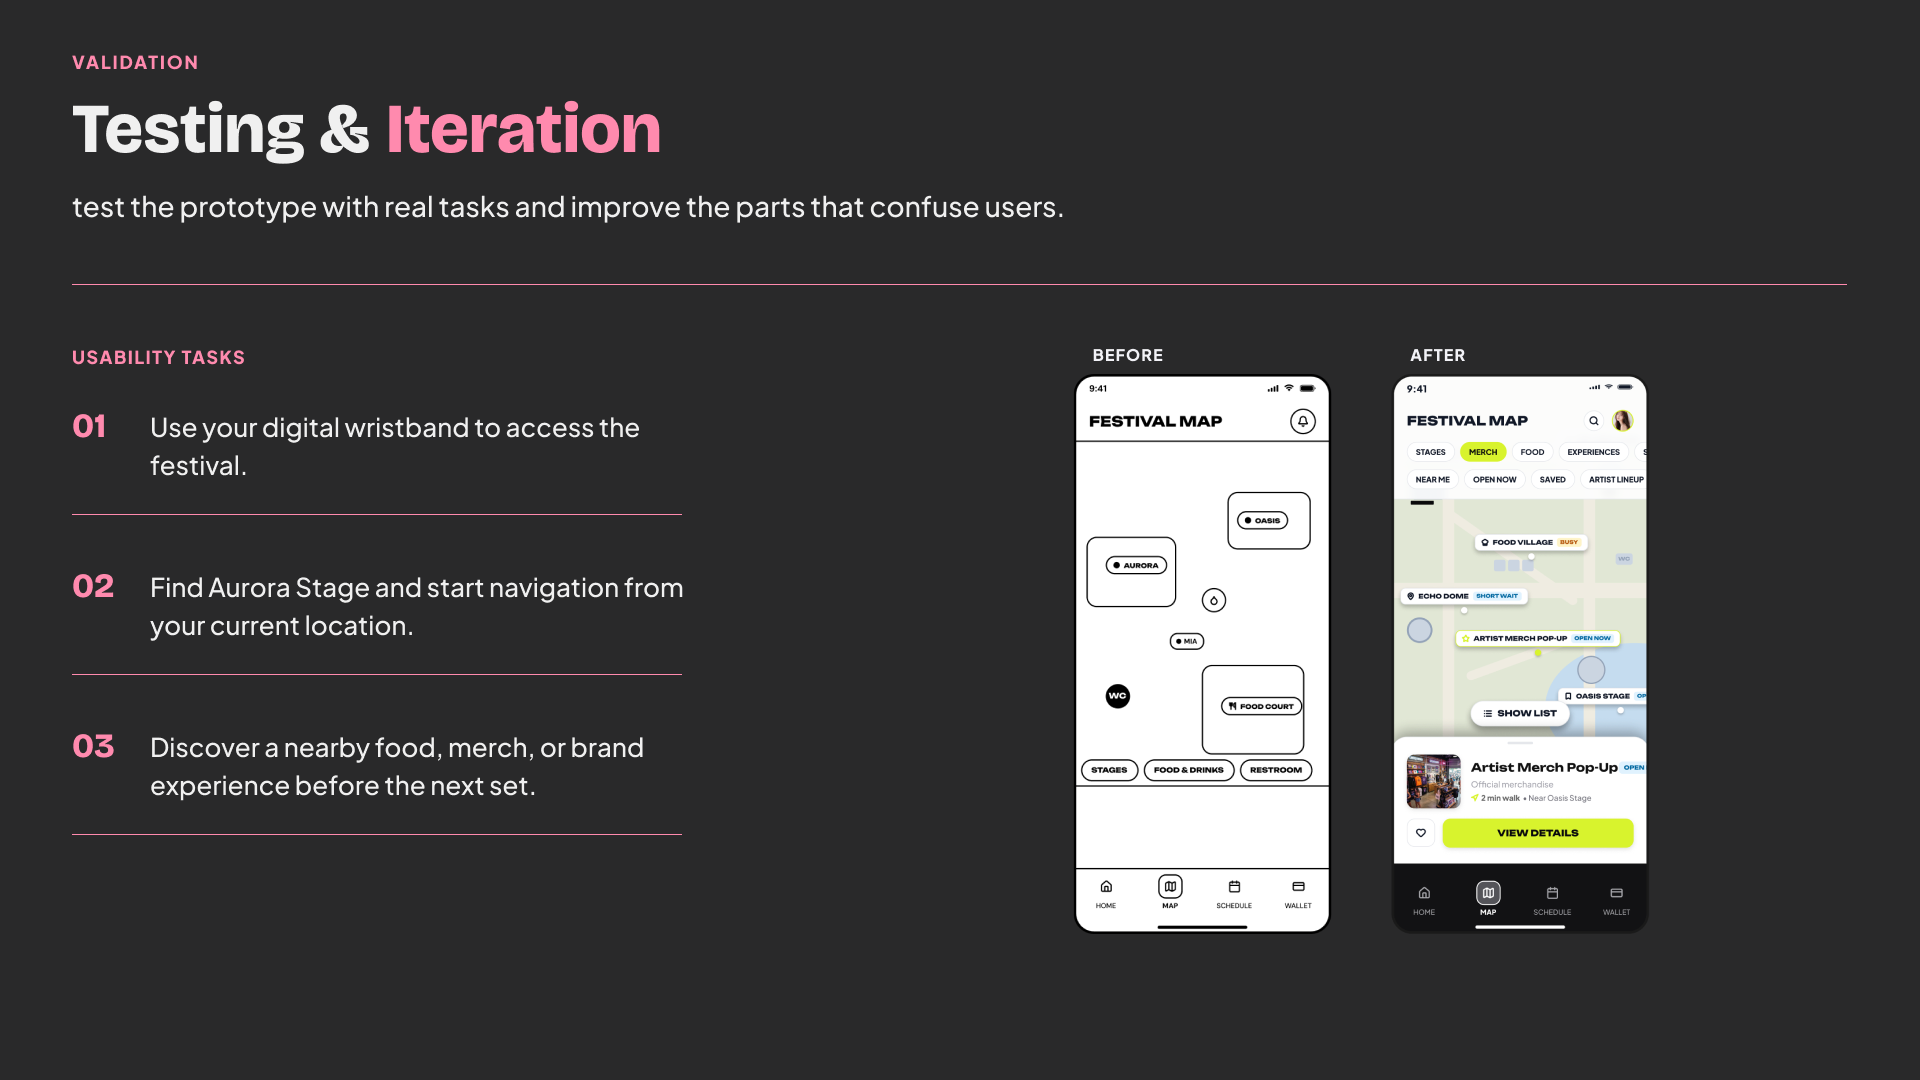 VALIDATION
Testing & Iteration
test the prototype with real tasks and improve the parts that confuse users.
USABILITY TASKS
01
Use your digital wristband to access the
festival.
02
Find Aurora Stage and start navigation from
your current location.
03
Discover a nearby food, merch, or brand
experience before the next set.
BEFORE
9:41
FESTIVAL MAP
OASIS
AURORA
MIA
WC
FOOD COURT
STAGES FOOD & DRINKS RESTROOM
HOME MAP SCHEDULE WALLET
AFTER
9:41
FESTIVAL MAP
STAGES MERCH FOOD EXPERIENCES S
NEAR ME OPEN NOW SAVED ARTIST LINEUP
FOOD VILLAGE BUSY
WC
ECHO DOME SHORT WAIT
ARTIST MERCH POP-UP OPEN NOW
OASIS STAGE OP
SHOW LIST
Artist Merch Pop-Up OPEN
Official merchandise
2 min walk • Near Oasis Stage
VIEW DETAILS
HOME MAP SCHEDULE WALLET